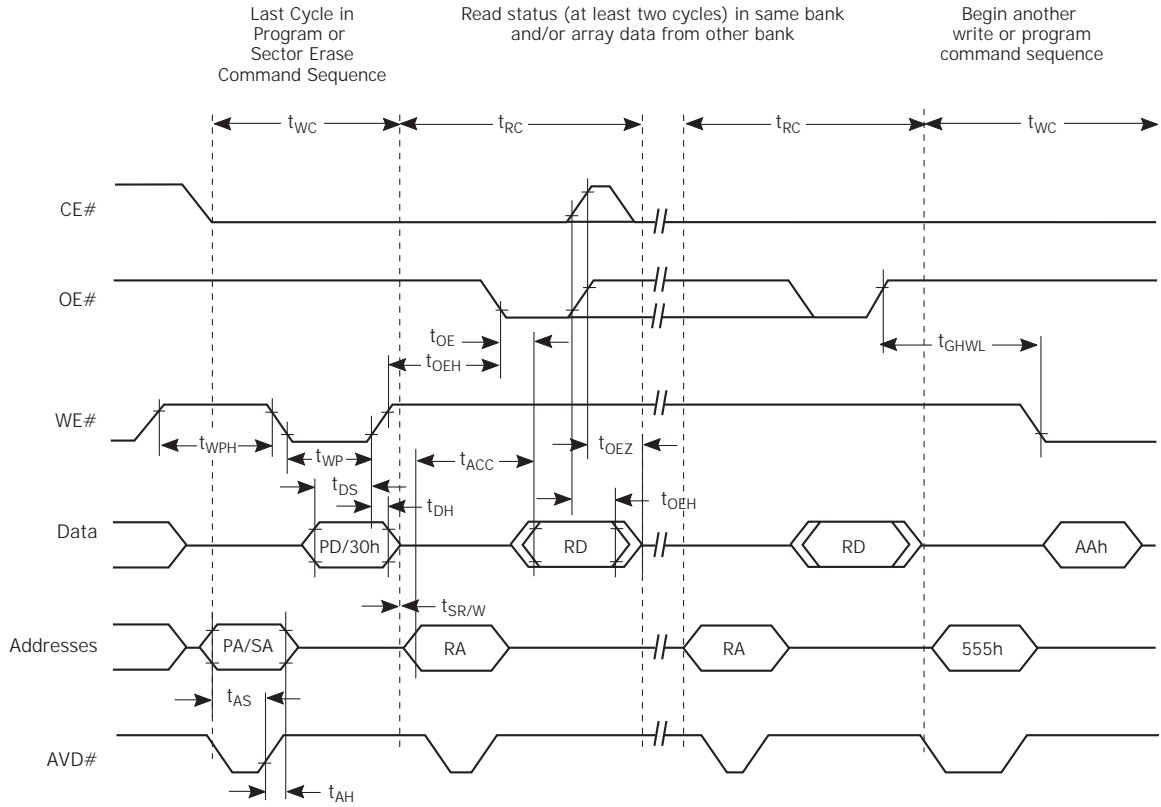 Last Cycle in
Program or
Sector Erase
Command Sequence
Read status (at least two cycles) in same bank
and/or array data from other bank
Begin another
write or program
command sequence
tWC
tRC
tRC
tWC
CE#
OE#
tOE
tOEH
tGHWL
WE#
tWPH
tWP
tACC
tOEZ
tDS
tDH
tOEH
Data
PD/30h
RD
RD
AAh
tSR/W
Addresses
PA/SA
RA
RA
555h
tAS
AVD#
tAH